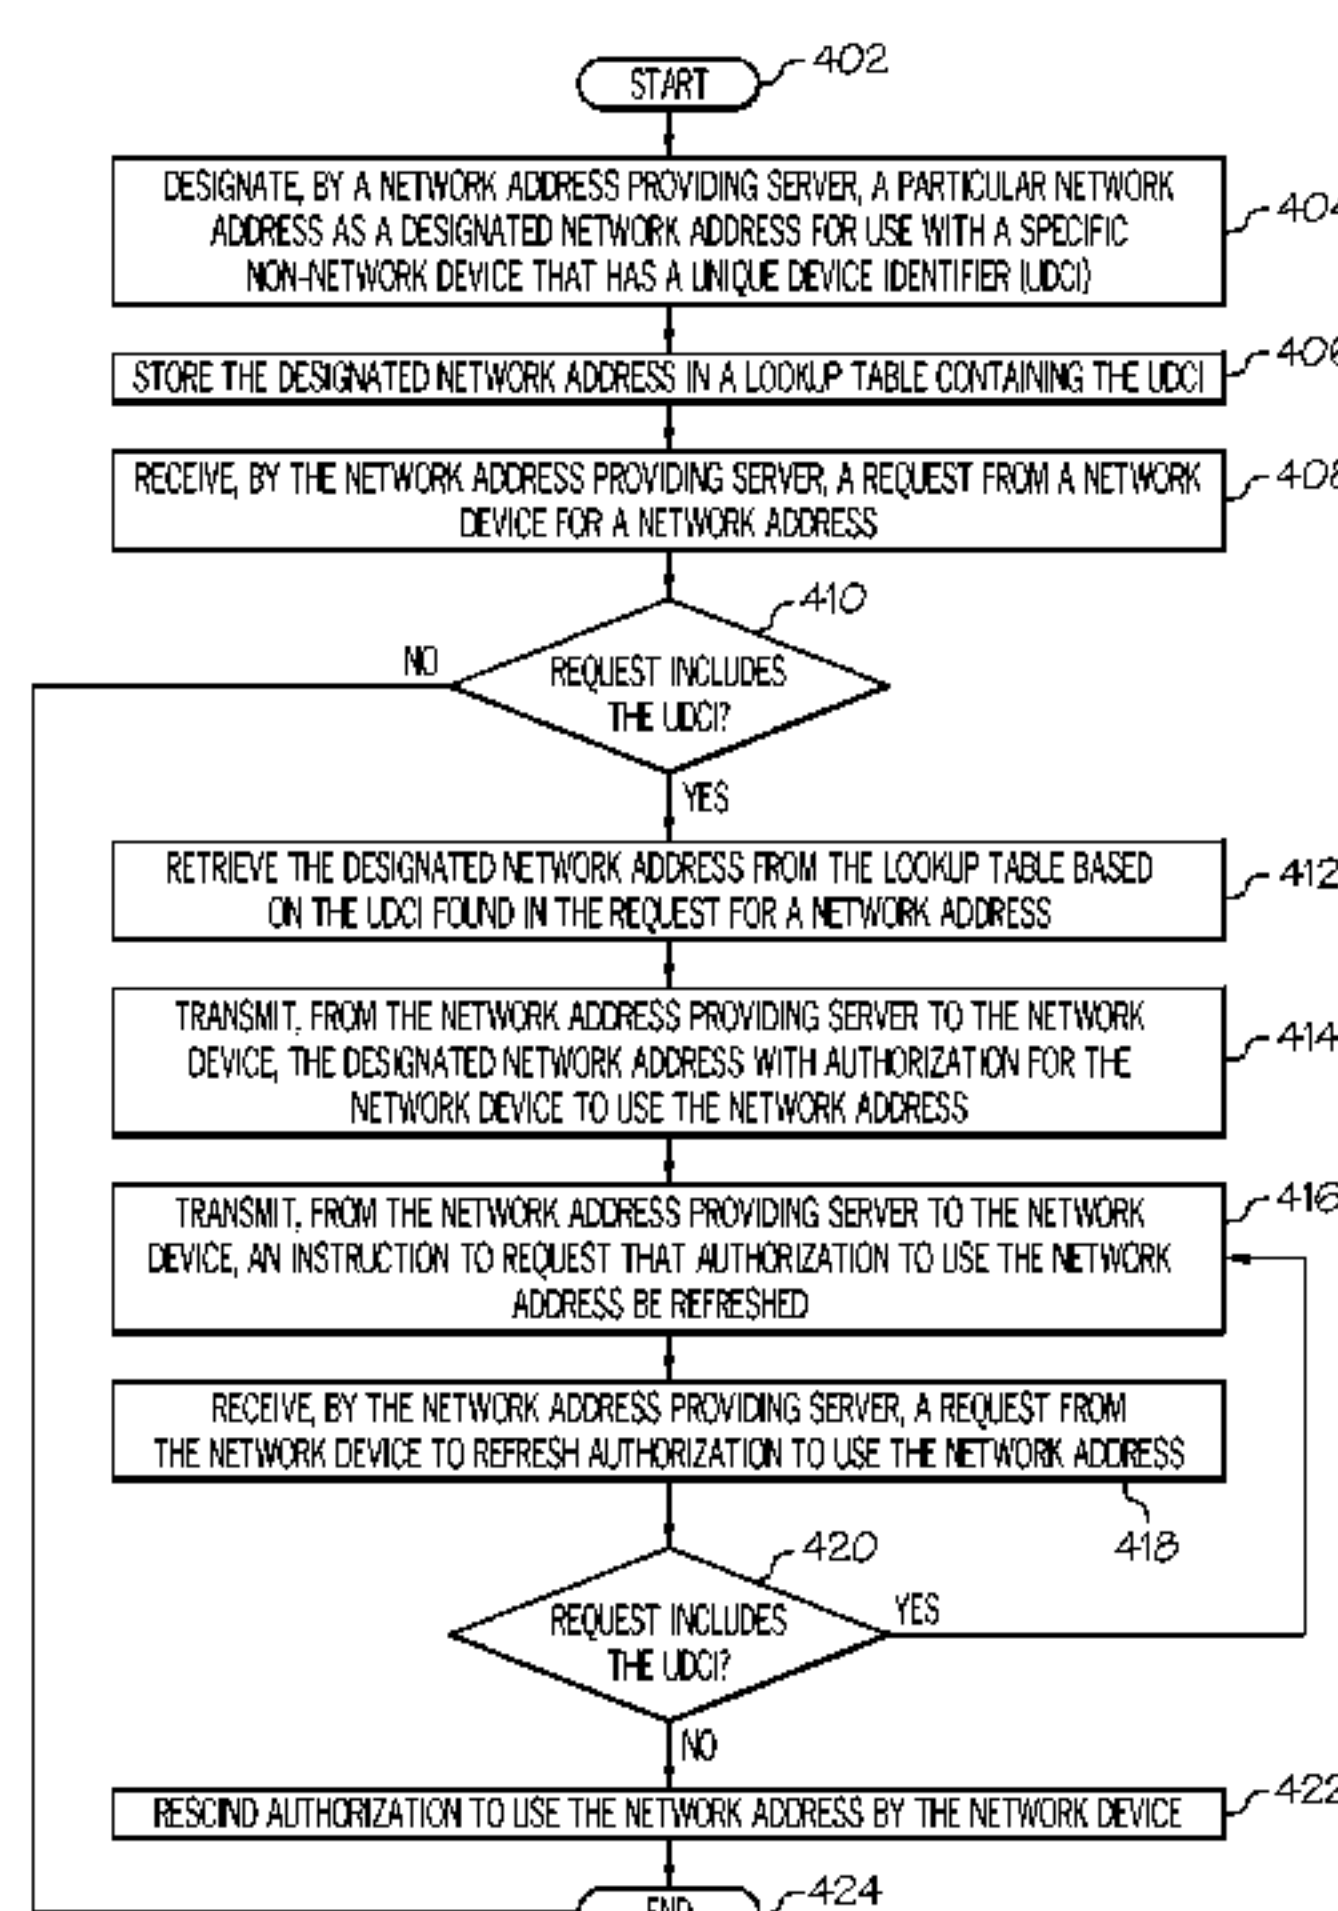 START
402
DESIGNATE, BY A NETWORK ADDRESS PROVIDING SERVER, A PARTICULAR NETWORK
ADDRESS AS A DESIGNATED NETWORK ADDRESS FOR USE WITH A SPECIFIC
NON-NETWORK DEVICE THAT HAS A UNIQUE DEVICE IDENTIFIER (UDCI)
404
STORE THE DESIGNATED NETWORK ADDRESS IN A LOOKUP TABLE CONTAINING THE UDCI
406
RECEIVE, BY THE NETWORK ADDRESS PROVIDING SERVER, A REQUEST FROM A NETWORK
DEVICE FOR A NETWORK ADDRESS
408
410
NO
REQUEST INCLUDES
THE UDCI?
YES
RETRIEVE THE DESIGNATED NETWORK ADDRESS FROM THE LOOKUP TABLE BASED
ON THE UDCI FOUND IN THE REQUEST FOR A NETWORK ADDRESS
412
TRANSMIT, FROM THE NETWORK ADDRESS PROVIDING SERVER TO THE NETWORK
DEVICE, THE DESIGNATED NETWORK ADDRESS WITH AUTHORIZATION FOR THE
NETWORK DEVICE TO USE THE NETWORK ADDRESS
414
TRANSMIT, FROM THE NETWORK ADDRESS PROVIDING SERVER TO THE NETWORK
DEVICE, AN INSTRUCTION TO REQUEST THAT AUTHORIZATION TO USE THE NETWORK
ADDRESS BE REFRESHED
416
RECEIVE, BY THE NETWORK ADDRESS PROVIDING SERVER, A REQUEST FROM
THE NETWORK DEVICE TO REFRESH AUTHORIZATION TO USE THE NETWORK ADDRESS
418
420
REQUEST INCLUDES
THE UDCI?
YES
NO
RESCIND AUTHORIZATION TO USE THE NETWORK ADDRESS BY THE NETWORK DEVICE
422
END
424